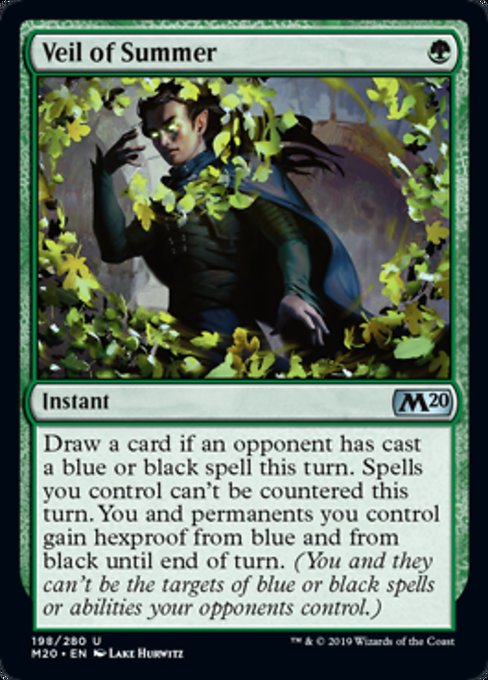 Veil of Summer
Instant
M20
Draw a card if an opponent has cast
a blue or black spell this turn. Spells
you control can't be countered this
turn. You and permanents you control
gain hexproof from blue and from
black until end of turn. (You and they
can't be the targets of blue or black spells
or abilities your opponents control.)
198/280 U
M20 • EN Lake Hurwitz
™ & © 2019 Wizards of the Coast